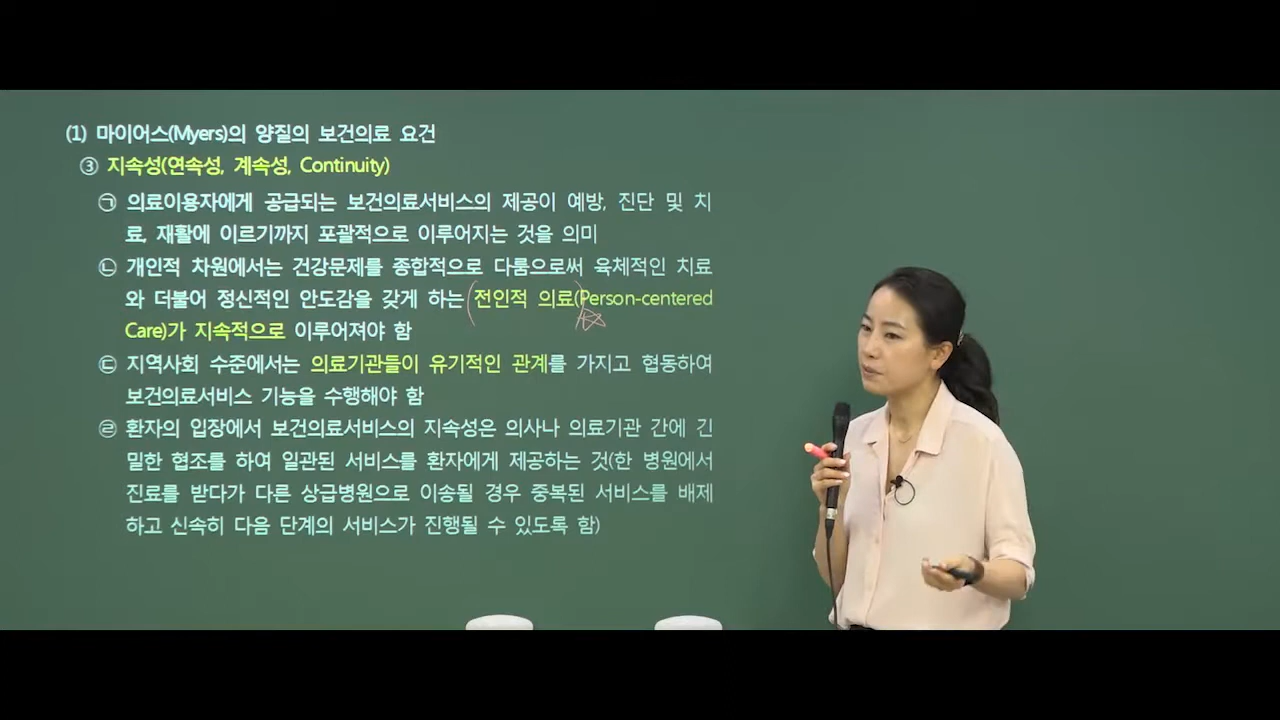 (1) 마이어스(Myers)의 양질의 보건의료 요건
③ 지속성(연속성, 계속성, Continuity)
㉠ 의료이용자에게 공급되는 보건의료서비스의 제공이 예방, 진단 및 치
료, 재활에 이르기까지 포괄적으로 이루어지는 것을 의미
㉡ 개인적 차원에서는 건강문제를 종합적으로 다룸으로써 육체적인 치료
와 더불어 정신적인 안도감을 갖게 하는 전인적 의료(Person-centered
Care)가 지속적으로 이루어져야 함
㉢ 지역사회 수준에서는 의료기관들이 유기적인 관계를 가지고 협동하여
보건의료서비스 기능을 수행해야 함
㉣ 환자의 입장에서 보건의료서비스의 지속성은 의사나 의료기관 간에 긴
밀한 협조를 하여 일관된 서비스를 환자에게 제공하는 것(한 병원에서
진료를 받다가 다른 상급병원으로 이송될 경우 중복된 서비스를 배제
하고 신속히 다음 단계의 서비스가 진행될 수 있도록 함)